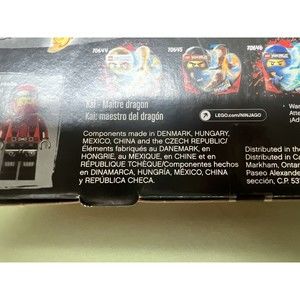 70644
70645
70646
Kai - Maître dragon
Kai: maestro del dragón
LEGO.com/NINJAGO
Components made in DENMARK, HUNGARY,
MEXICO, CHINA and the CZECH REPUBLIC/
Éléments fabriqués au DANEMARK, en
HONGRIE, au MEXIQUE, en CHINE et en
RÉPUBLIQUE TCHÈQUE/Componentes hechos
en DINAMARCA, HUNGRÍA, MÉXICO, CHINA
y REPÚBLICA CHECA.
Distributed in the
Distributed in Ca
Markham, Ontar
Paseo Alexander
sección, C.P. 537